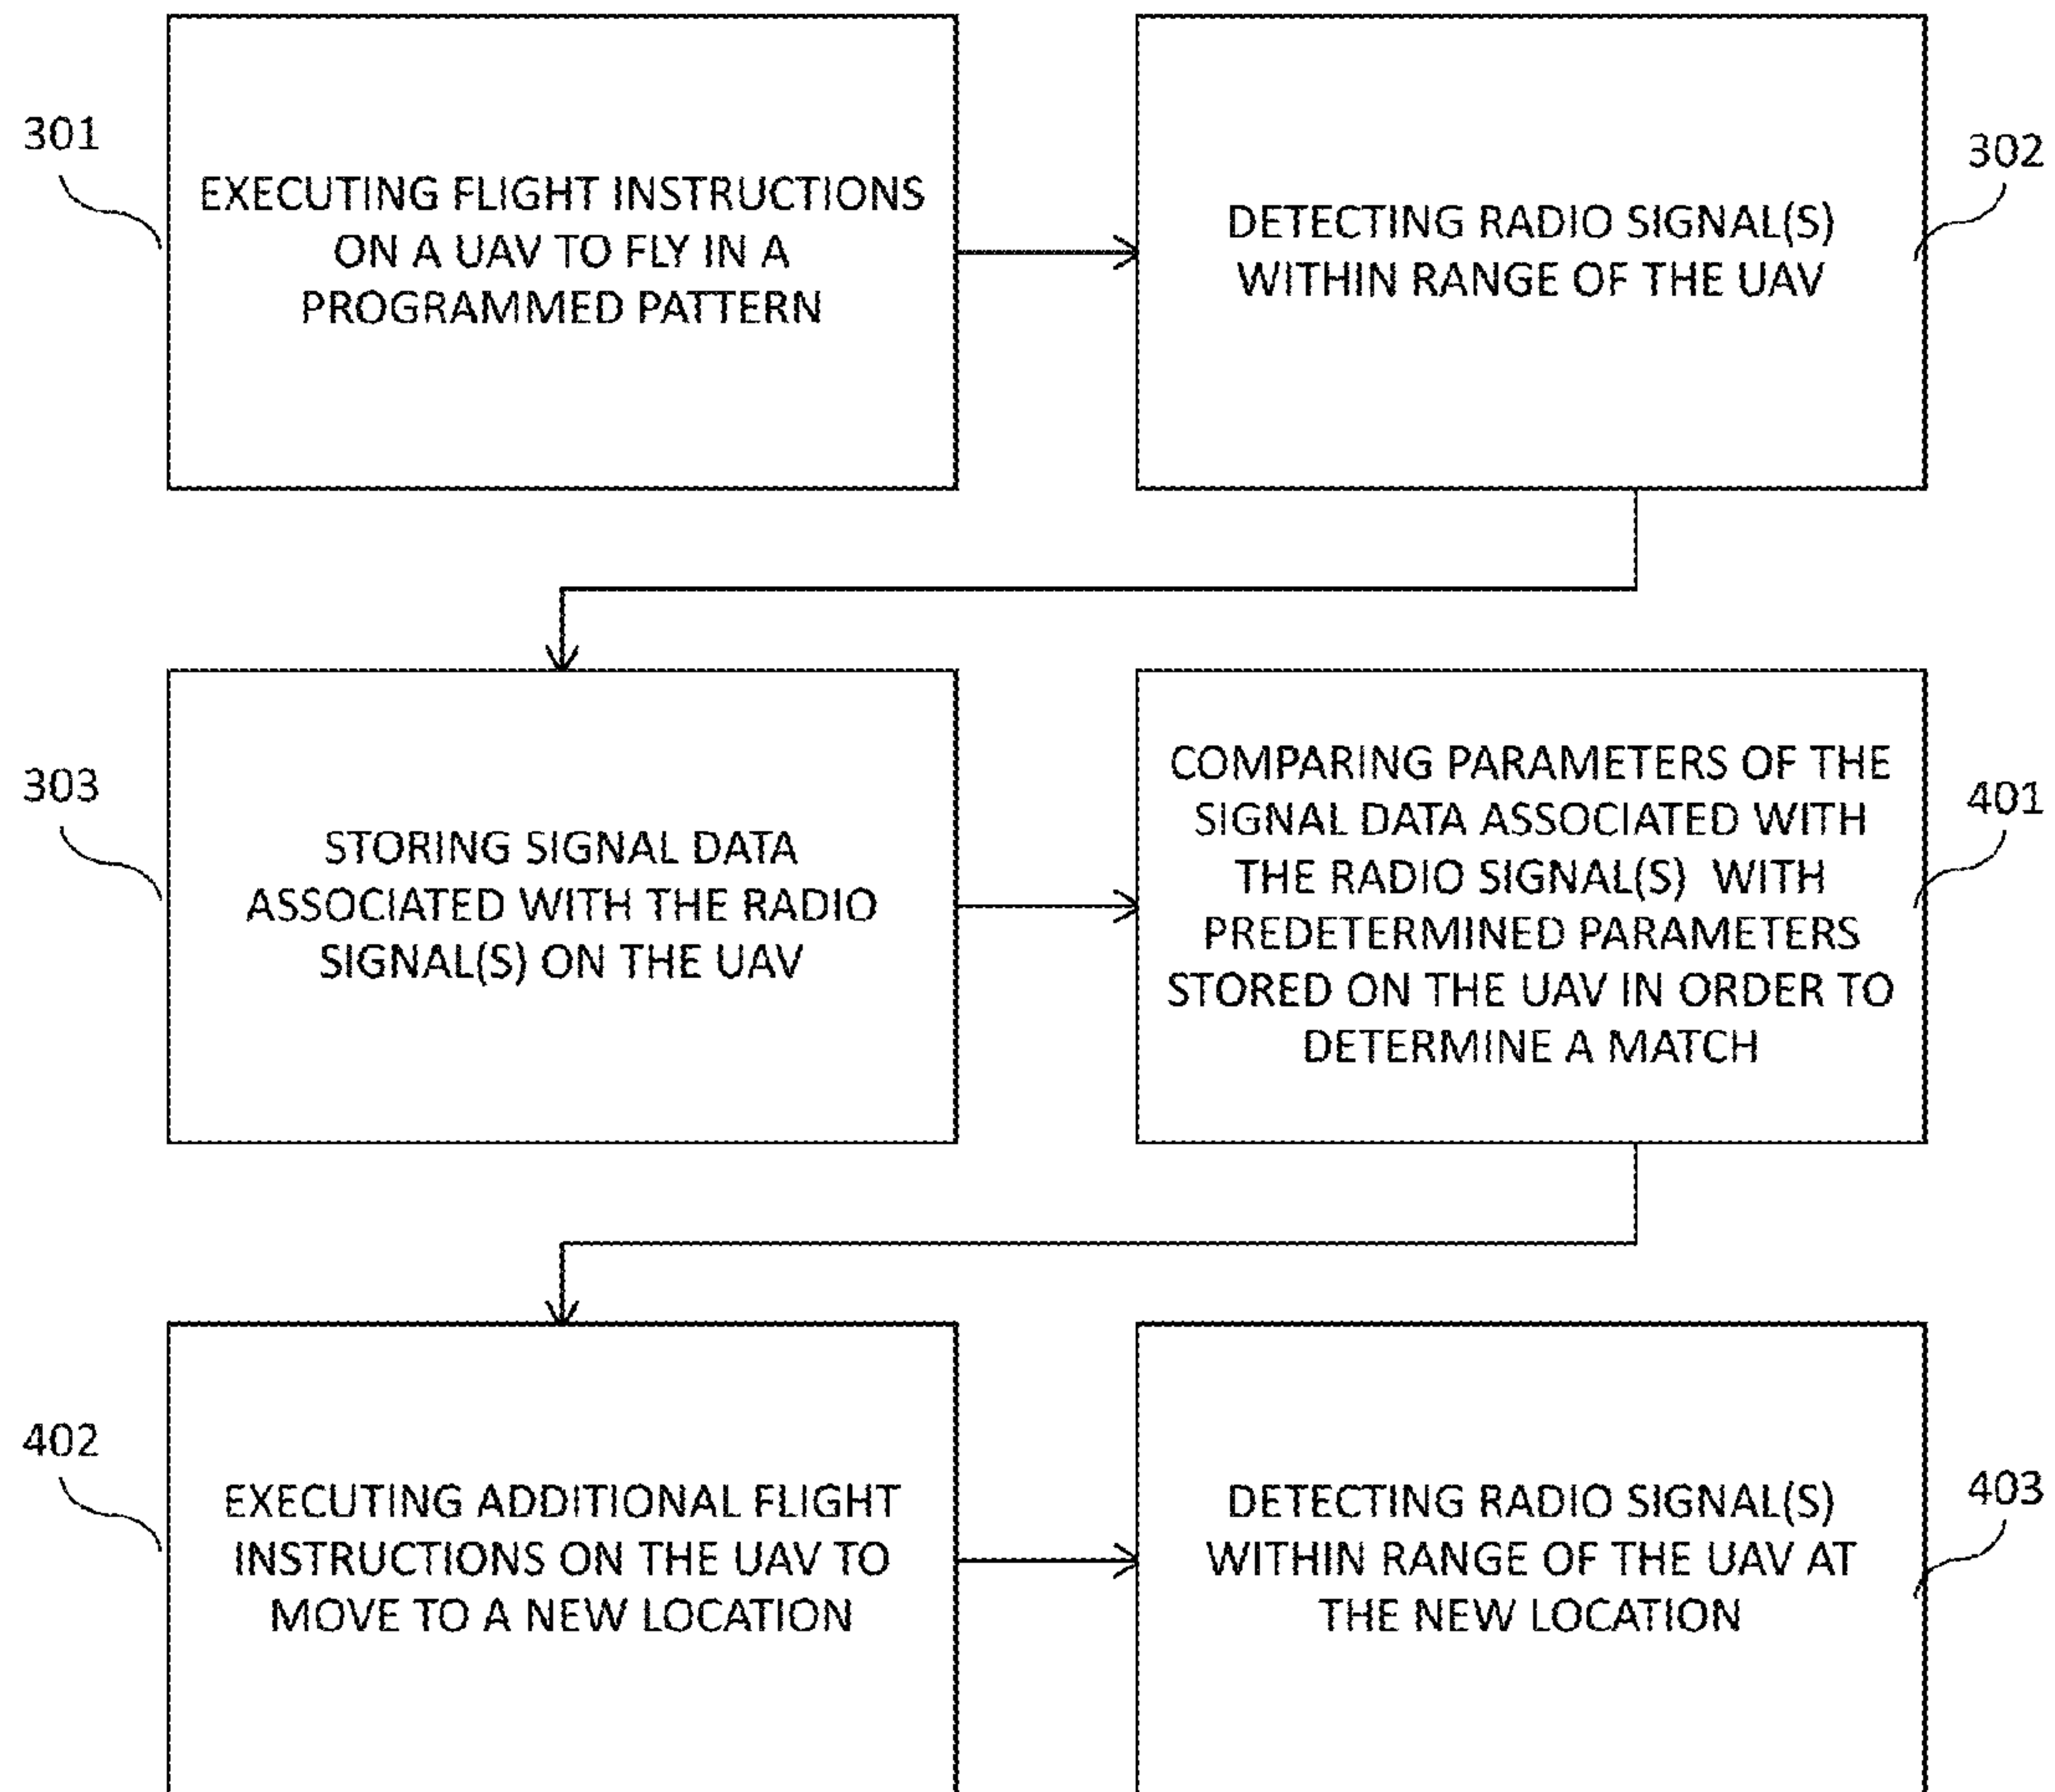 301
EXECUTING FLIGHT INSTRUCTIONS
ON A UAV TO FLY IN A
PROGRAMMED PATTERN
302
DETECTING RADIO SIGNAL(S)
WITHIN RANGE OF THE UAV
303
STORING SIGNAL DATA
ASSOCIATED WITH THE RADIO
SIGNAL(S) ON THE UAV
401
COMPARING PARAMETERS OF THE
SIGNAL DATA ASSOCIATED WITH
THE RADIO SIGNAL(S) WITH
PREDETERMINED PARAMETERS
STORED ON THE UAV IN ORDER TO
DETERMINE A MATCH
402
EXECUTING ADDITIONAL FLIGHT
INSTRUCTIONS ON THE UAV TO
MOVE TO A NEW LOCATION
403
DETECTING RADIO SIGNAL(S)
WITHIN RANGE OF THE UAV AT
THE NEW LOCATION